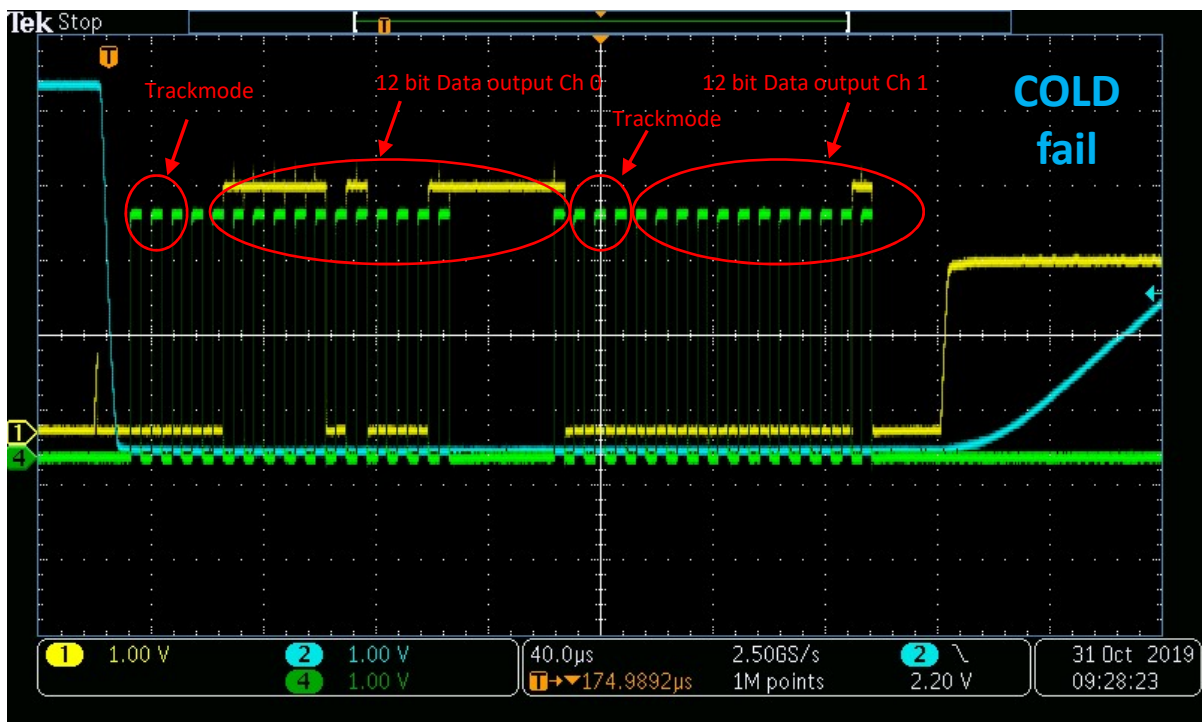 Tek Stop
T
T
Trackmode
12 bit Data output Ch 0
Trackmode
12 bit Data output Ch 1
COLD
fail
1
4
1 1.00 V
2 1.00 V
4 1.00 V
40.0µs
T→▼174.9892µs
2.50GS/s
1M points
2 \
2.20 V
31 Oct 2019
09:28:23